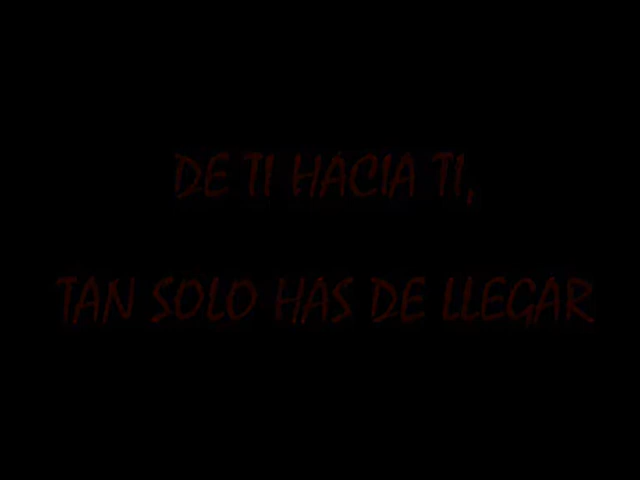 DE TI HACIA TI,
TAN SOLO HAS DE LLEGAR